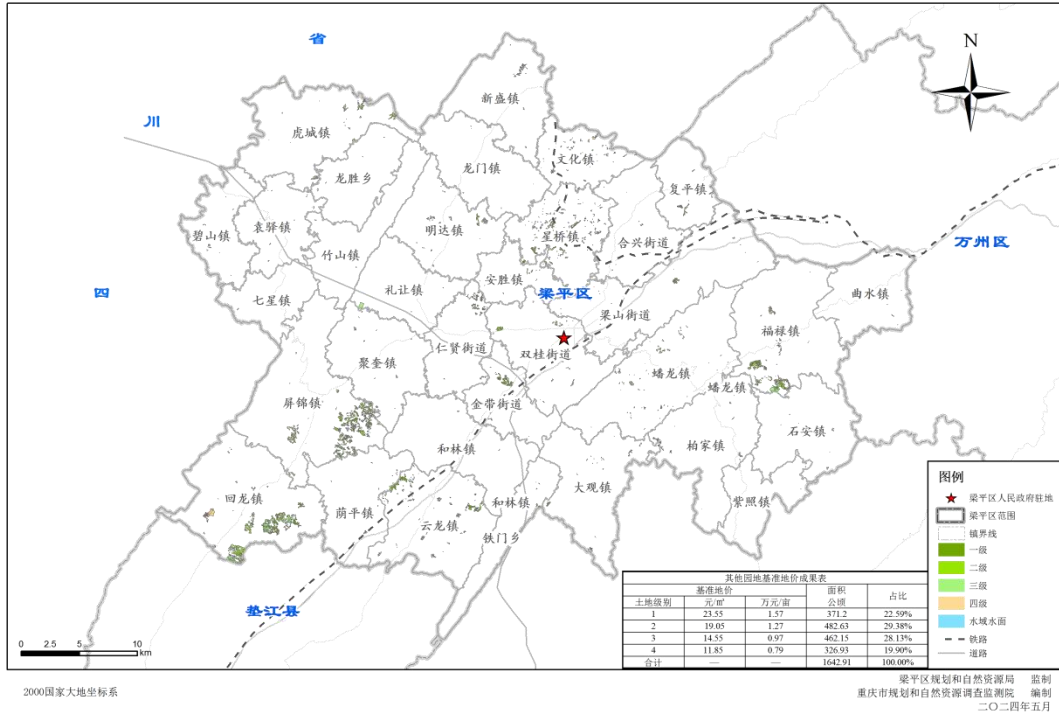 省
N
新盛镇
川
虎城镇
文化镇
龙门镇
龙胜乡
复平镇
碧山镇
袁驿镇
明达镇
星桥镇
合兴街道
万州区
竹山镇
安胜镇
四
七星镇
礼让镇
梁平区
曲水镇
梁山街道
福禄镇
仁贤街道
双桂街道
聚奎镇
蟠龙镇
蟠龙镇
屏锦镇
金带街道
石安镇
和林镇
柏家镇
大观镇
回龙镇
荫平镇
和林镇
紫照镇
云龙镇
铁门乡
垫江县
图例
梁平区人民政府驻地
梁平区范围
镇界线
一级
二级
三级
四级
水域水面
铁路
道路
其他园地基准地价成果表
土地级别 基准地价 面积 占比
元/㎡ 万元/亩 公顷
1 23.55 1.57 371.2 22.59%
2 19.05 1.27 482.63 29.38%
3 14.55 0.97 462.15 28.13%
4 11.85 0.79 326.93 19.90%
合计 — — 1642.91 100.00%
0 2.5 5 10
km
2000国家大地坐标系
梁平区规划和自然资源局 监制
重庆市规划和自然资源调查监测院 编制
二〇二四年五月